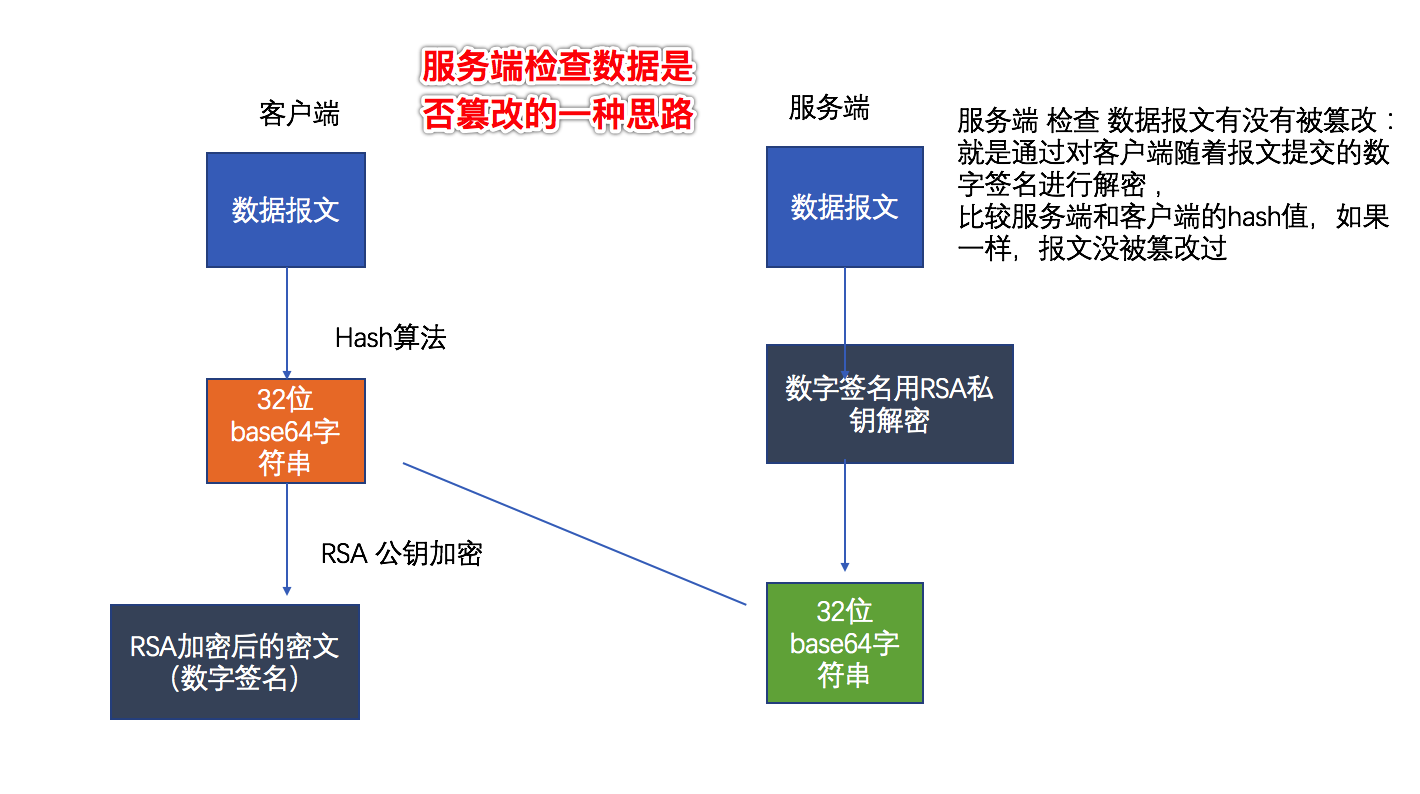 服务端检查数据是
否篡改的一种思路
客户端
数据报文
Hash算法
32位
base64字
符串
RSA 公钥加密
RSA加密后的密文
（数字签名）
服务端
数据报文
数字签名用RSA私
钥解密
32位
base64字
符串
服务端 检查 数据报文有没有被篡改：
就是通过对客户端随着报文提交的数
字签名进行解密，
比较服务端和客户端的hash值，如果
一样，报文没被篡改过